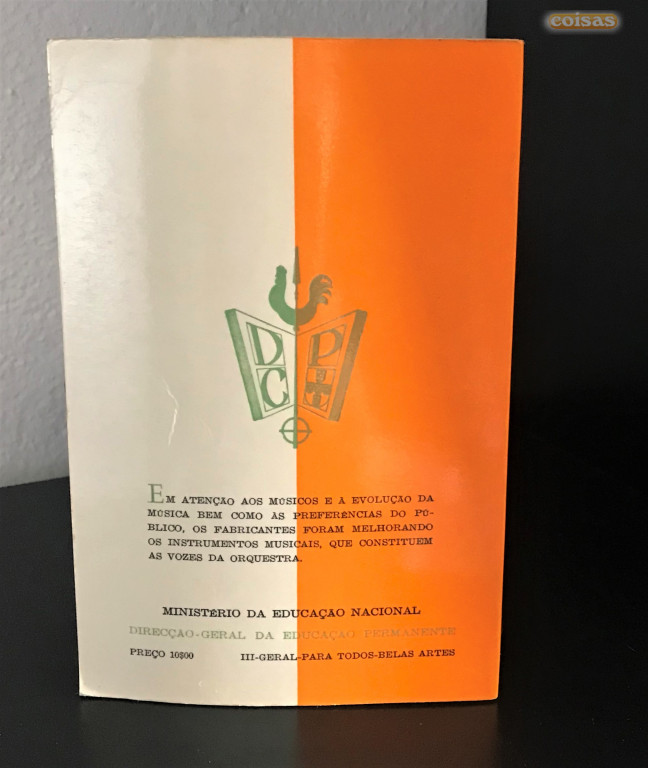 coisas
D P
C E T
EM ATENÇÃO AOS MÚSICOS E À EVOLUÇÃO DA
MÚSICA BEM COMO ÀS PREFERÊNCIAS DO PÚ-
BLICO, OS FABRICANTES FORAM MELHORANDO
OS INSTRUMENTOS MUSICAIS, QUE CONSTITUEM
AS VOZES DA ORQUESTRA.
MINISTÉRIO DA EDUCAÇÃO NACIONAL
DIRECÇÃO-GERAL DA EDUCAÇÃO PERMANENTE
PREÇO 10$00 III-GERAL-PARA TODOS-BELAS ARTES